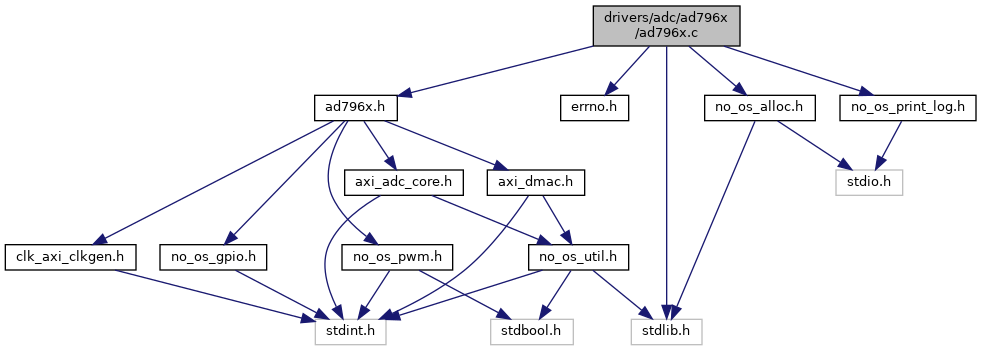 drivers/adc/ad796x
/ad796x.c
ad796x.h
errno.h
no_os_alloc.h
no_os_print_log.h
axi_adc_core.h
axi_dmac.h
stdio.h
clk_axi_clkgen.h
no_os_gpio.h
no_os_pwm.h
no_os_util.h
stdint.h
stdbool.h
stdlib.h